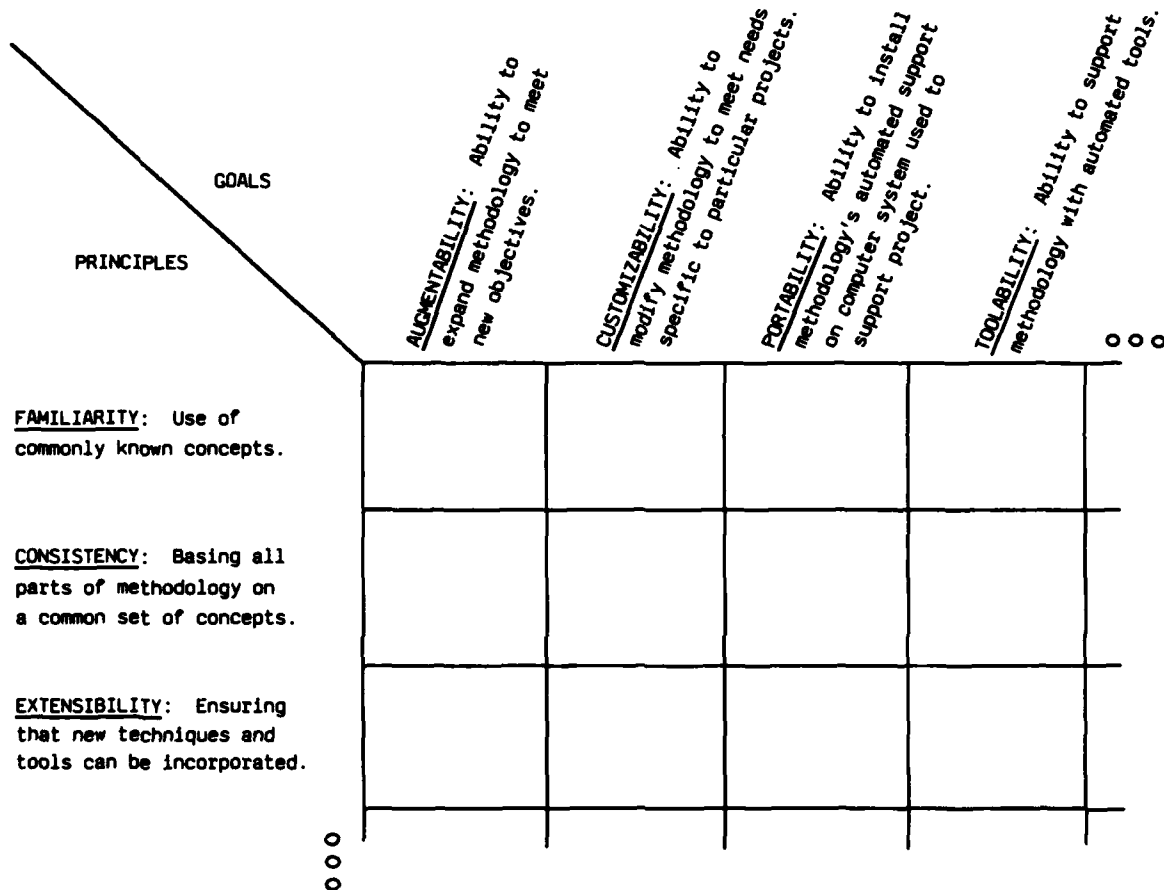 GOALS
PRINCIPLES
AUGMENTABILITY: Ability to
expand methodology to meet
new objectives.
CUSTOMIZABILITY: Ability to
modify methodology to meet needs
specific to particular projects.
PORTABILITY: Ability to install
methodology's automated support
on computer system used to
support project.
TOOLABILITY: Ability to support
methodology with automated tools.
o o o
FAMILIARITY: Use of
commonly known concepts.
CONSISTENCY: Basing all
parts of methodology on
a common set of concepts.
EXTENSIBILITY: Ensuring
that new techniques and
tools can be incorporated.
o
o
o